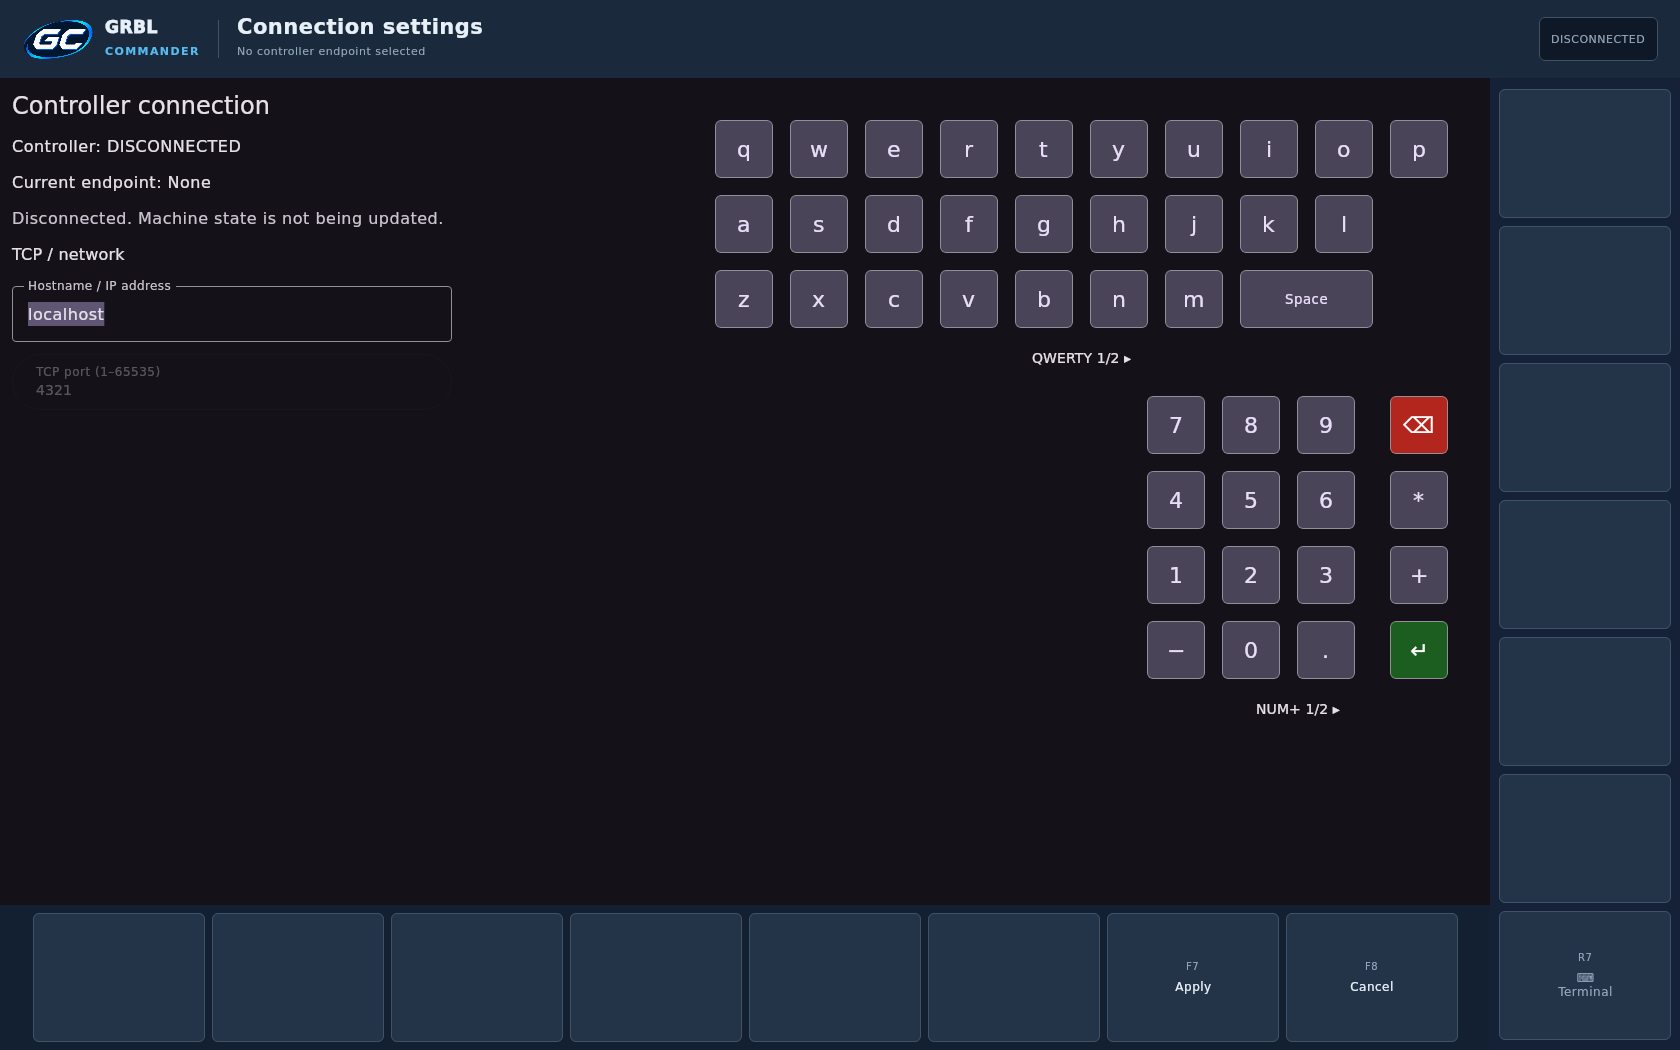 GC
GRBL
COMMANDER
Connection settings
No controller endpoint selected
DISCONNECTED
Controller connection
Controller: DISCONNECTED
Current endpoint: None
Disconnected. Machine state is not being updated.
TCP / network
Hostname / IP address
localhost
TCP port (1–65535)
4321
q w e r t y u i o p
a s d f g h j k l
z x c v b n m Space
QWERTY 1/2 ▸
7 8 9 ⌫
4 5 6 *
1 2 3 +
− 0 . ↵
NUM+ 1/2 ▸
F7
Apply
F8
Cancel
R7
⌨
Terminal